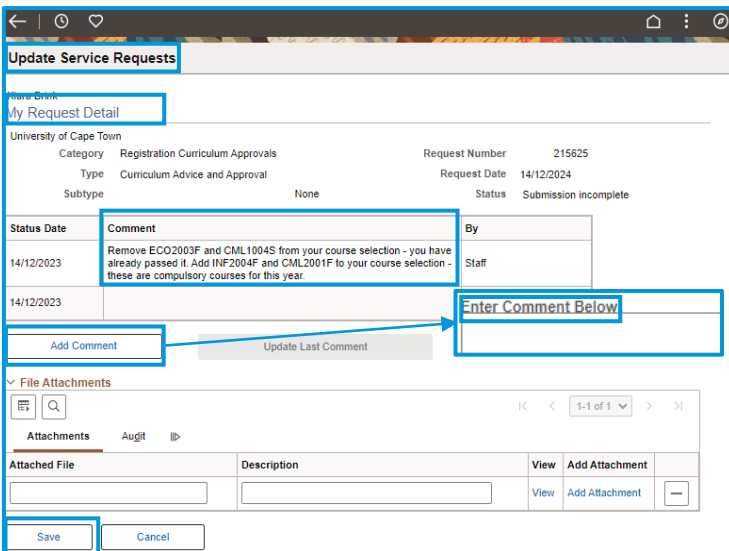 Update Service Requests
Kiara Brink
My Request Detail
University of Cape Town
Category Registration Curriculum Approvals Request Number 215625
Type Curriculum Advice and Approval Request Date 14/12/2024
Subtype None Status Submission incomplete
Status Date Comment By
14/12/2023 Remove ECO2003F and CML1004S from your course selection - you have
already passed it. Add INF2004F and CML2001F to your course selection - Staff
these are compulsory courses for this year.
14/12/2023
Enter Comment Below
Add Comment Update Last Comment
File Attachments
1-1 of 1
Attachments Audit
Attached File Description View Add Attachment
View Add Attachment
Save Cancel